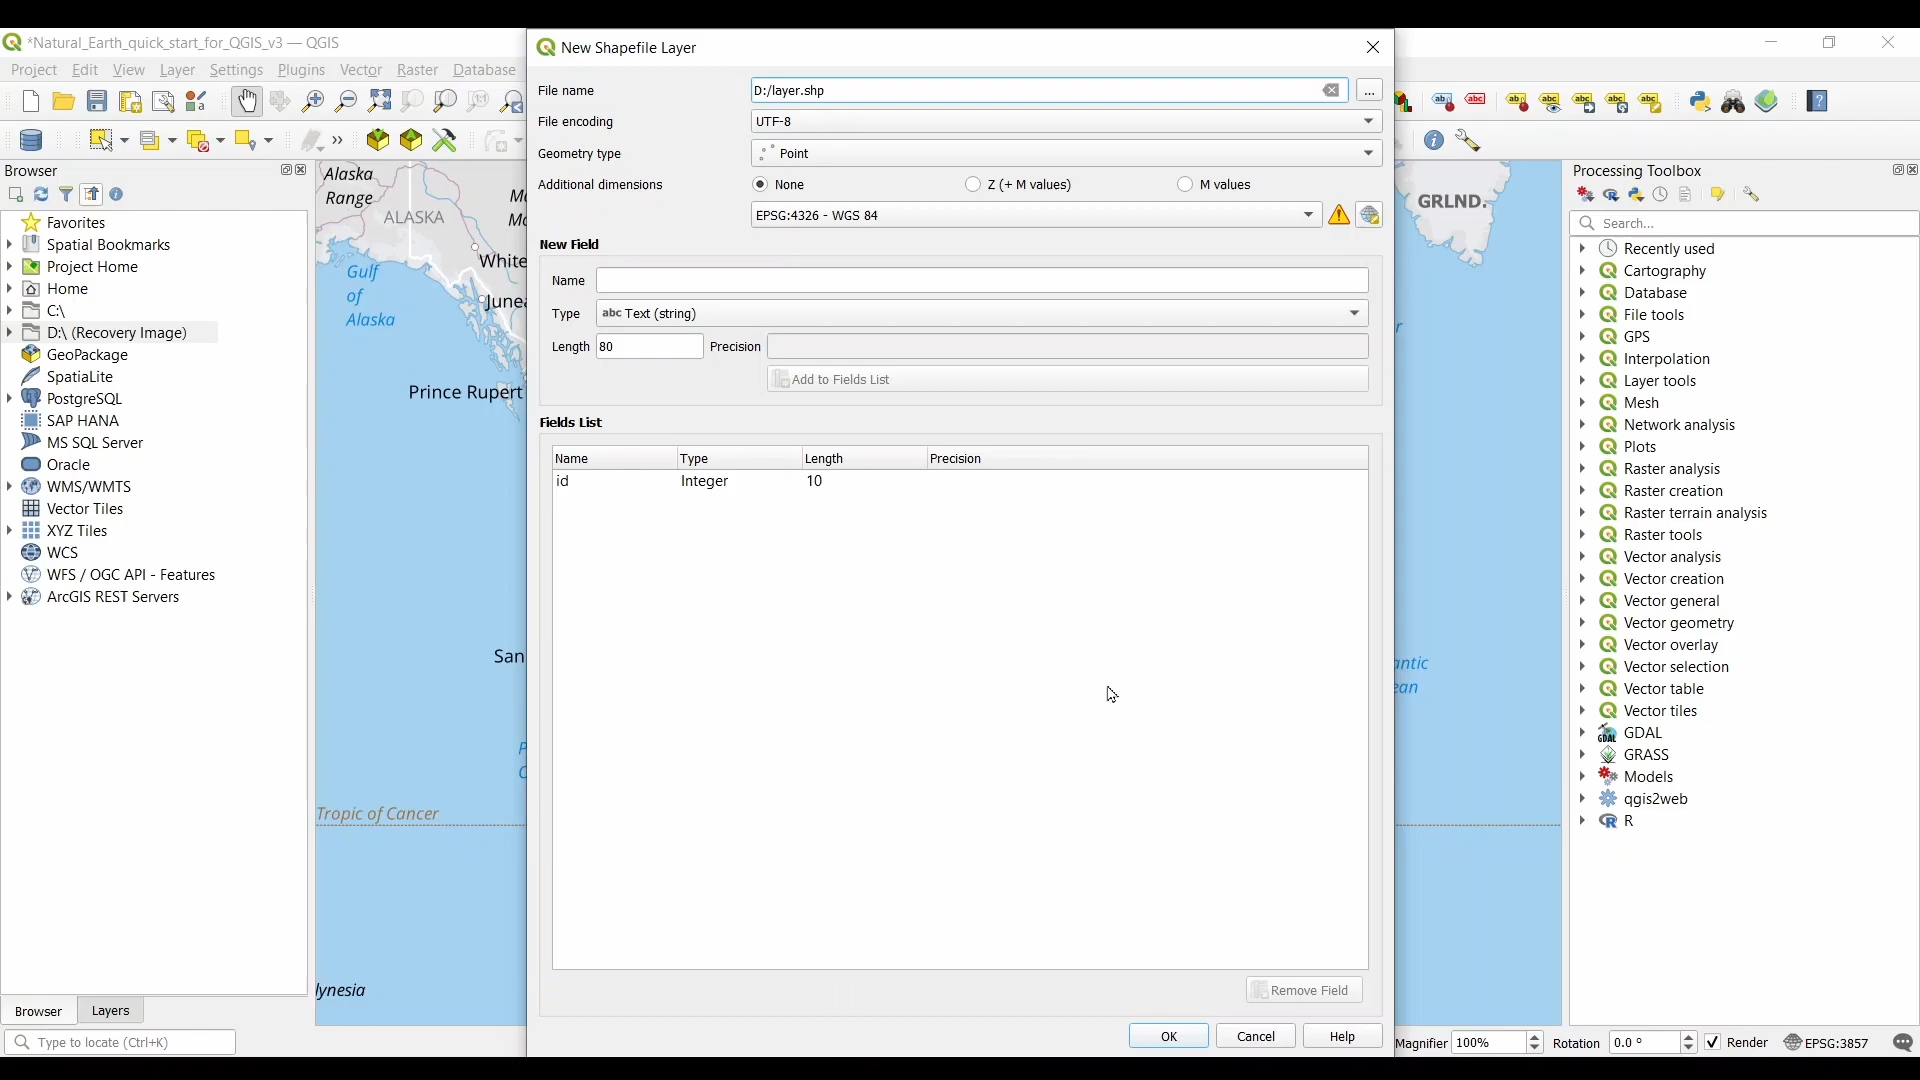 *Natural_Earth_quick_start_for_QGIS_v3 — QGIS
Project Edit View Layer Settings Plugins Vector Raster Database
Browser
Favorites
Spatial Bookmarks
Project Home
Home
C:\
D:\ (Recovery Image)
GeoPackage
SpatiaLite
PostgreSQL
SAP HANA
MS SQL Server
Oracle
WMS/WMTS
Vector Tiles
XYZ Tiles
WCS
WFS / OGC API - Features
ArcGIS REST Servers
Browser Layers
Type to locate (Ctrl+K)
Alaska
Range
ALASKA
Gulf
of
Alaska
White
Junea
Prince Rupert
San
Tropic of Cancer
lynesia
New Shapefile Layer
File name D:/layer.shp ...
File encoding UTF-8
Geometry type Point
Additional dimensions None Z (+ M values) M values
EPSG:4326 - WGS 84
New Field
Name
Type abc Text (string)
Length 80 Precision
Add to Fields List
Fields List
Name Type Length Precision
id Integer 10
Remove Field
OK Cancel Help
GRLND.
antic
ean
Processing Toolbox
Search...
Recently used
Cartography
Database
File tools
GPS
Interpolation
Layer tools
Mesh
Network analysis
Plots
Raster analysis
Raster creation
Raster terrain analysis
Raster tools
Vector analysis
Vector creation
Vector general
Vector geometry
Vector overlay
Vector selection
Vector table
Vector tiles
GDAL
GRASS
Models
qgis2web
R
Magnifier 100% Rotation 0.0 ° Render EPSG:3857